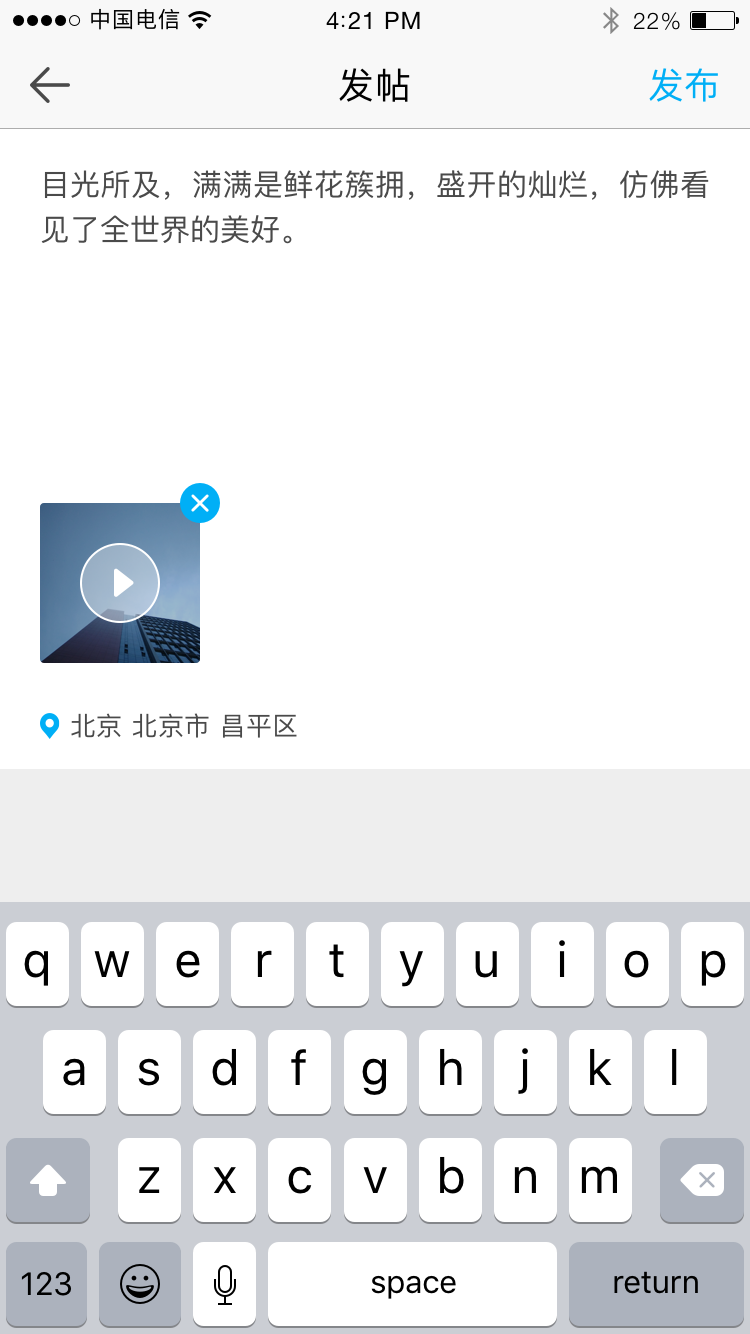 中国电信 4:21 PM 22%
发帖 发布
目光所及，满满是鲜花簇拥，盛开的灿烂，仿佛看
见了全世界的美好。
北京 北京市 昌平区
q w e r t y u i o p
a s d f g h j k l
z x c v b n m
123 space return